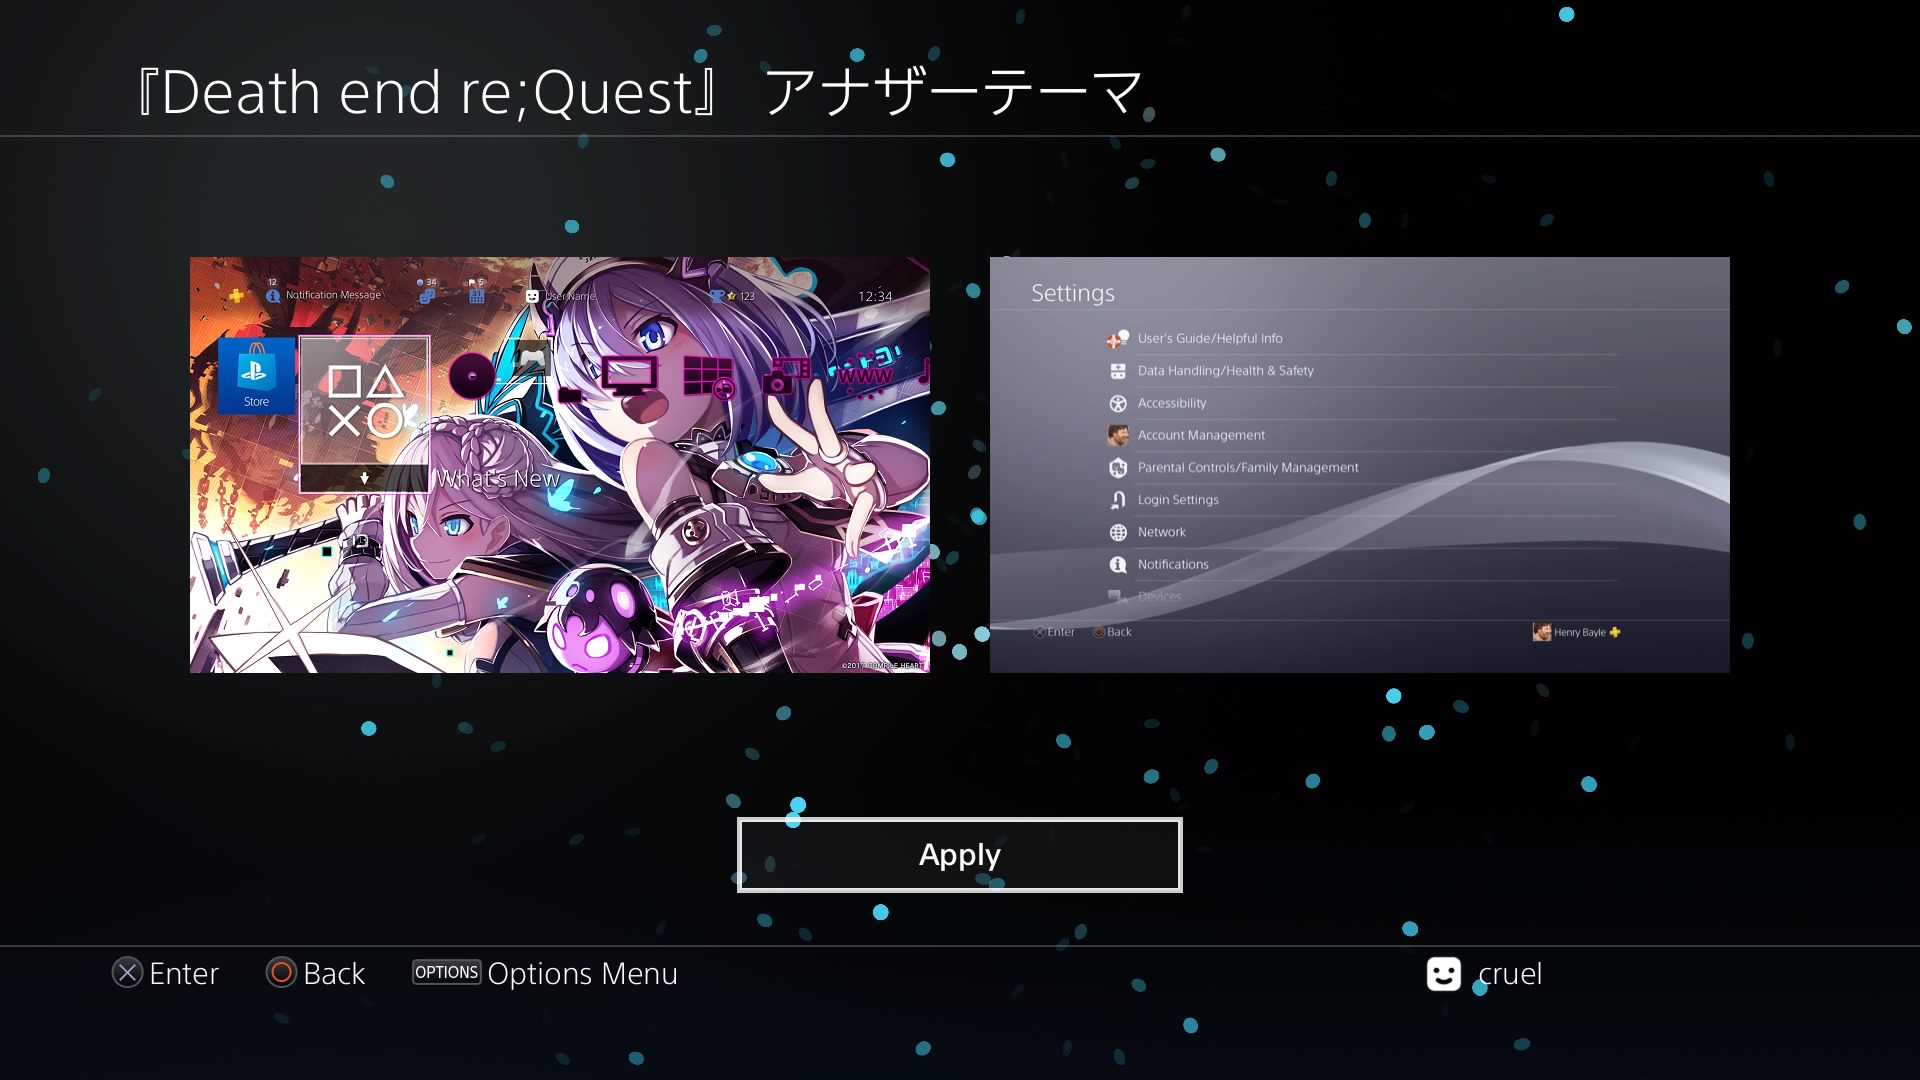 『Death end re;Quest』 アナザーテーマ
12
Notification Message
34
5
User Name
123
12:34
Store
www
What's New
©2017 COMPILE HEART
Settings
User's Guide/Helpful Info
Data Handling/Health & Safety
Accessibility
Account Management
Parental Controls/Family Management
Login Settings
Network
Notifications
Devices
Enter
Back
Henry Bayle
Apply
Enter
Back
OPTIONS Options Menu
cruel